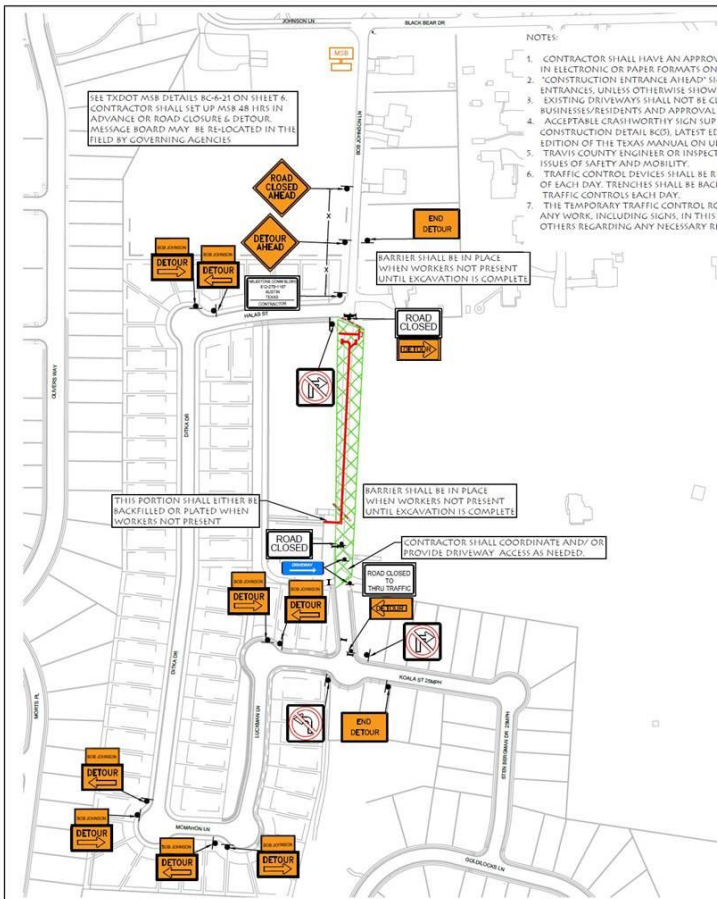 JOHNSON LN
BLACK BEAR DR
MSB
NOTES:
1. CONTRACTOR SHALL HAVE AN APPROV
IN ELECTRONIC OR PAPER FORMATS ON
2. "CONSTRUCTION ENTRANCE AHEAD" SI
ENTRANCES, UNLESS OTHERWISE SHOW
3. EXISTING DRIVEWAYS SHALL NOT BE CL
BUSINESSES/RESIDENTS AND APPROVAL
4. ACCEPTABLE CRASHWORTHY SIGN SUP
CONSTRUCTION DETAIL BC(5), LATEST ED
EDITION OF THE TEXAS MANUAL ON U
5. TRAVIS COUNTY ENGINEER OR INSPECT
ISSUES OF SAFETY AND MOBILITY.
6. TRAFFIC CONTROL DEVICES SHALL BE R
OF EACH DAY. TRENCHES SHALL BE BAC
TRAFFIC CONTROLS EACH DAY.
7. THE TEMPORARY TRAFFIC CONTROL RO
ANY WORK, INCLUDING SIGNS, IN THIS
OTHERS REGARDING ANY NECESSARY RE
SEE TXDOT MSB DETAILS BC-6-21 ON SHEET 6.
CONTRACTOR SHALL SET UP MSB 48 HRS IN
ADVANCE OR ROAD CLOSURE & DETOUR.
MESSAGE BOARD MAY BE RE-LOCATED IN THE
FIELD BY GOVERNING AGENCIES
BOB JOHNSON LN
ROAD
CLOSED
AHEAD
X
DETOUR
AHEAD
END
DETOUR
X
BOB JOHNSON
DETOUR
BOB JOHNSON
DETOUR
BARRIER SHALL BE IN PLACE
WHEN WORKERS NOT PRESENT
UNTIL EXCAVATION IS COMPLETE
AUSTIN
TEXAS
CONTRACTOR
HALAS ST
ROAD
CLOSED
DETOUR
OLIVERS WAY
DITKA DR
THIS PORTION SHALL EITHER BE
BACKFILLED OR PLATED WHEN
WORKERS NOT PRESENT
BARRIER SHALL BE IN PLACE
WHEN WORKERS NOT PRESENT
UNTIL EXCAVATION IS COMPLETE
ROAD
CLOSED
CONTRACTOR SHALL COORDINATE AND/ OR
PROVIDE DRIVEWAY ACCESS AS NEEDED.
DRIVEWAY
ROAD CLOSED
TO
THRU TRAFFIC
DETOUR
BOB JOHNSON
DETOUR
BOB JOHNSON
DETOUR
DITKA DR
LUCKMAN LN
MORTS PL
KOALA ST 25MPH
END
DETOUR
STEN BERGMAN DR 25MPH
BOB JOHNSON
DETOUR
BOB JOHNSON
DETOUR
MCMAHON LN
BOB JOHNSON
DETOUR
BOB JOHNSON
DETOUR
GOLDILOCKS LN